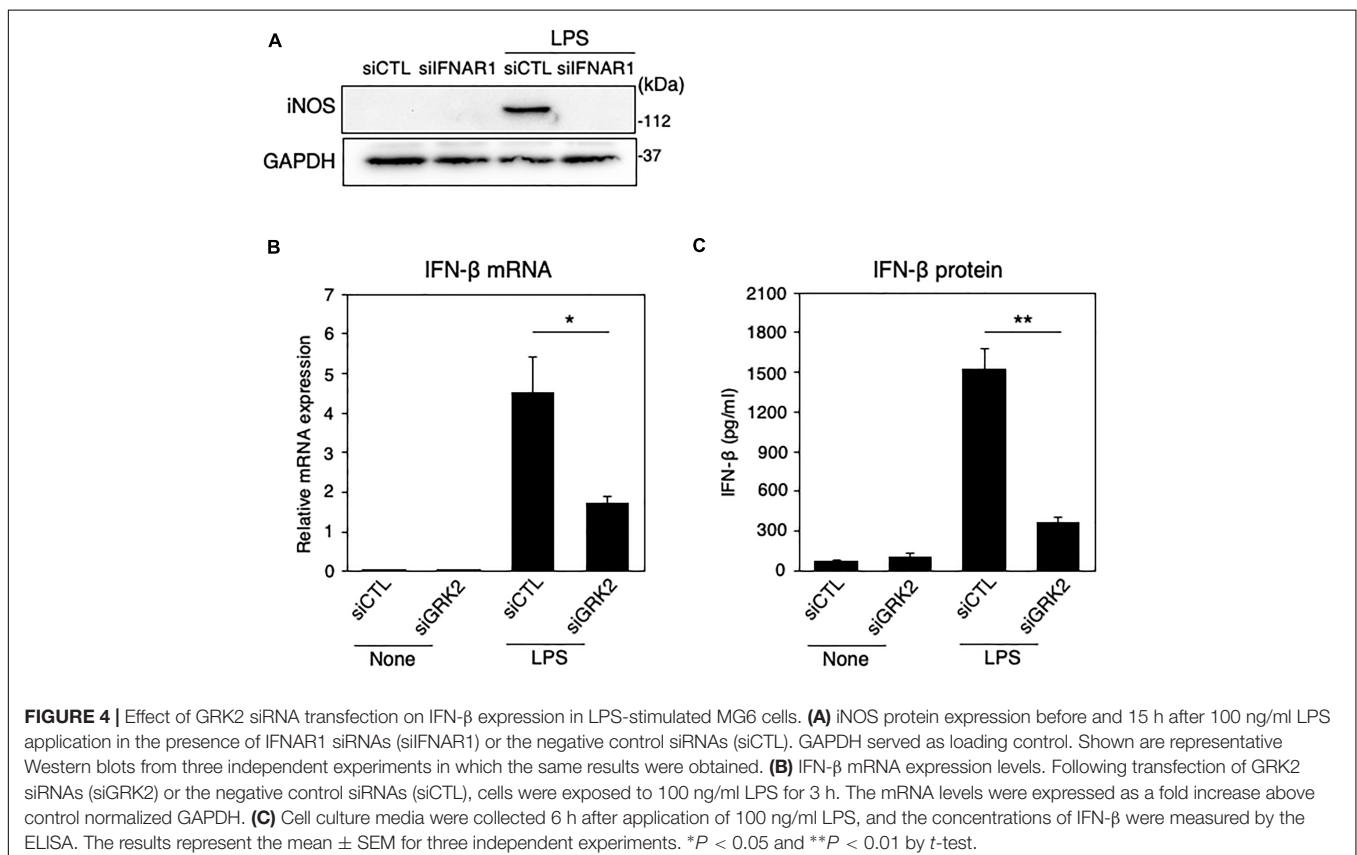 A
LPS
siCTL siIFNAR1 siCTL siIFNAR1
(kDa)
iNOS
-112
GAPDH
-37
B
IFN-β mRNA
7
6
5
4
3
2
1
0
Relative mRNA expression
*
siCTL
siGRK2
siCTL
siGRK2
None
LPS
C
IFN-β protein
2100
1800
1500
1200
900
600
300
0
IFN-β (pg/ml)
**
siCTL
siGRK2
siCTL
siGRK2
None
LPS
FIGURE 4 | Effect of GRK2 siRNA transfection on IFN-β expression in LPS-stimulated MG6 cells. (A) iNOS protein expression before and 15 h after 100 ng/ml LPS
application in the presence of IFNAR1 siRNAs (siIFNAR1) or the negative control siRNAs (siCTL). GAPDH served as loading control. Shown are representative
Western blots from three independent experiments in which the same results were obtained. (B) IFN-β mRNA expression levels. Following transfection of GRK2
siRNAs (siGRK2) or the negative control siRNAs (siCTL), cells were exposed to 100 ng/ml LPS for 3 h. The mRNA levels were expressed as a fold increase above
control normalized GAPDH. (C) Cell culture media were collected 6 h after application of 100 ng/ml LPS, and the concentrations of IFN-β were measured by the
ELISA. The results represent the mean ± SEM for three independent experiments. *P < 0.05 and **P < 0.01 by t-test.